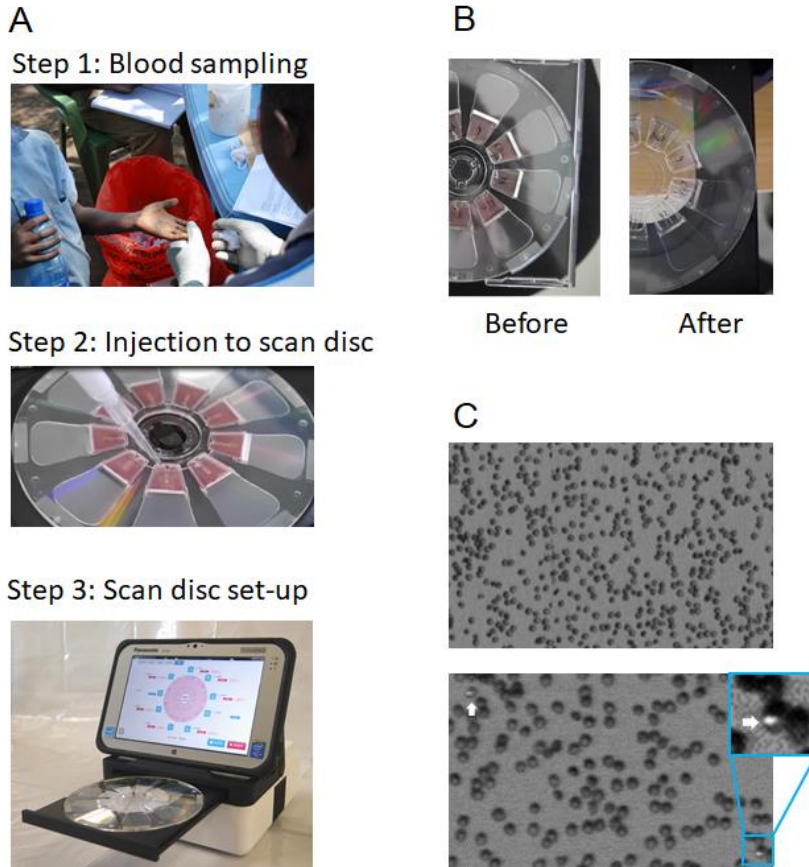 A
Step 1: Blood sampling
Step 2: Injection to scan disc
Step 3: Scan disc set-up
Panasonic
B
Before
After
C